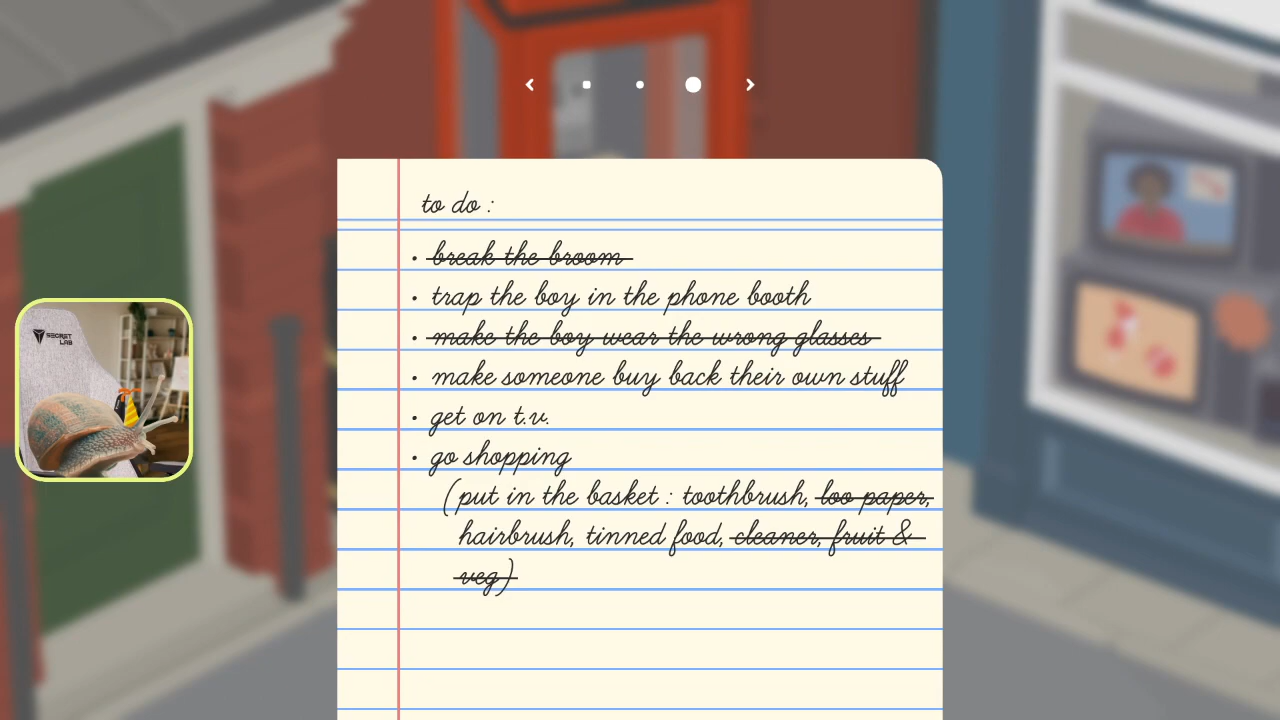 to do :
• break the broom
• trap the boy in the phone booth
• make the boy wear the wrong glasses
• make someone buy back their own stuff
• get on t.v.
• go shopping
(put in the basket : toothbrush, loo paper,
hairbrush, tinned food, cleaner, fruit &
veg)
SECRET
LAB